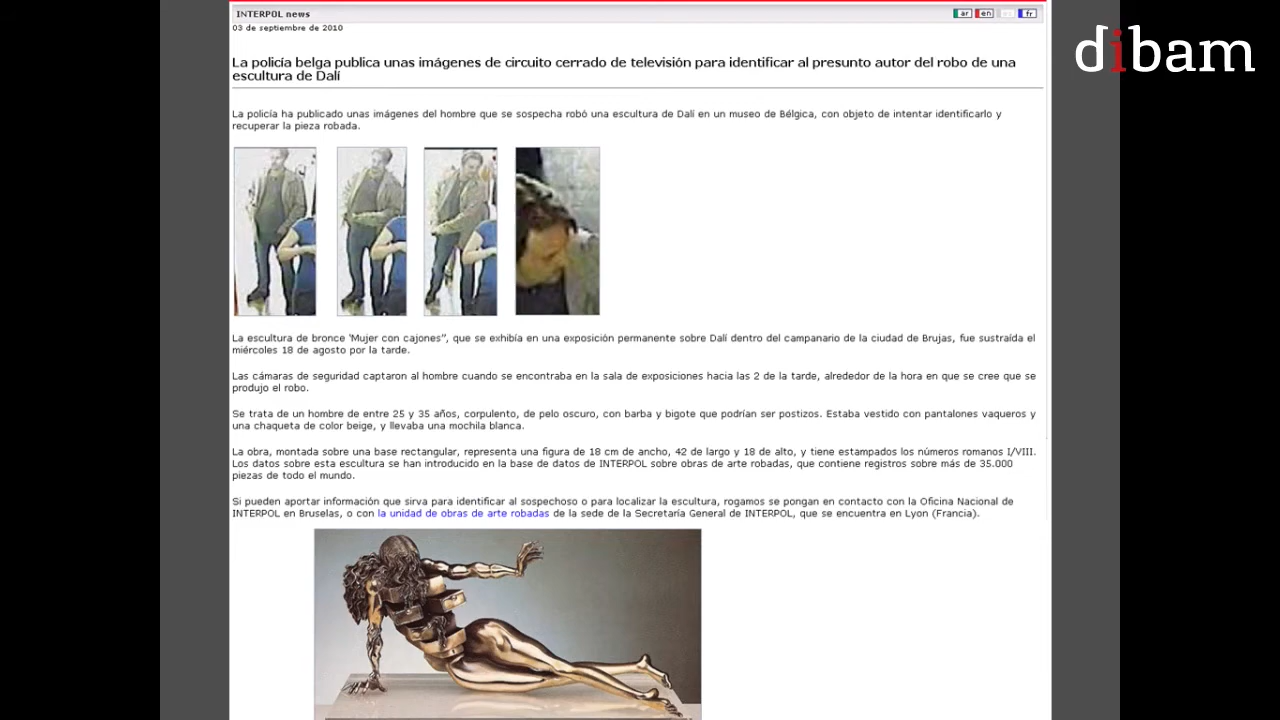 INTERPOL news
ar en fr
dibam
03 de septiembre de 2010
La policía belga publica unas imágenes de circuito cerrado de televisión para identificar al presunto autor del robo de una
escultura de Dalí
La policía ha publicado unas imágenes del hombre que se sospecha robó una escultura de Dalí en un museo de Bélgica, con objeto de intentar identificarlo y
recuperar la pieza robada.
La escultura de bronce 'Mujer con cajones", que se exhibía en una exposición permanente sobre Dalí dentro del campanario de la ciudad de Brujas, fue sustraída el
miércoles 18 de agosto por la tarde.
Las cámaras de seguridad captaron al hombre cuando se encontraba en la sala de exposiciones hacia las 2 de la tarde, alrededor de la hora en que se cree que se
produjo el robo.
Se trata de un hombre de entre 25 y 35 años, corpulento, de pelo oscuro, con barba y bigote que podrían ser postizos. Estaba vestido con pantalones vaqueros y
una chaqueta de color beige, y llevaba una mochila blanca.
La obra, montada sobre una base rectangular, representa una figura de 18 cm de ancho, 42 de largo y 18 de alto, y tiene estampados los números romanos I/VIII.
Los datos sobre esta escultura se han introducido en la base de datos de INTERPOL sobre obras de arte robadas, que contiene registros sobre más de 35.000
piezas de todo el mundo.
Si pueden aportar información que sirva para identificar al sospechoso o para localizar la escultura, rogamos se pongan en contacto con la Oficina Nacional de
INTERPOL en Bruselas, o con la unidad de obras de arte robadas de la sede de la Secretaría General de INTERPOL, que se encuentra en Lyon (Francia).